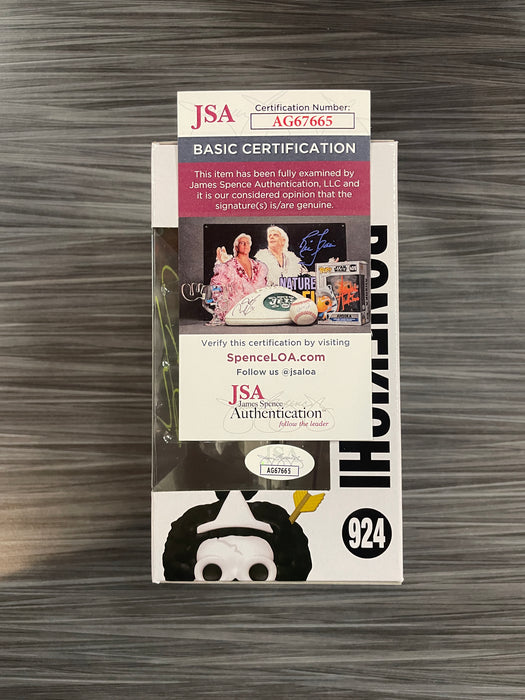 JSA
Certification Number:
AG67665
BASIC CERTIFICATION
This item has been fully examined by
James Spence Authentication, LLC and
it is our considered opinion that the
signature(s) is/are genuine.
NATURE
JETS
Verify this certification by visiting
SpenceLOA.com
Follow us @jsaloa
JSA
James Spence
Authentication™
follow the leader
AG67665
BONEKICHI
924